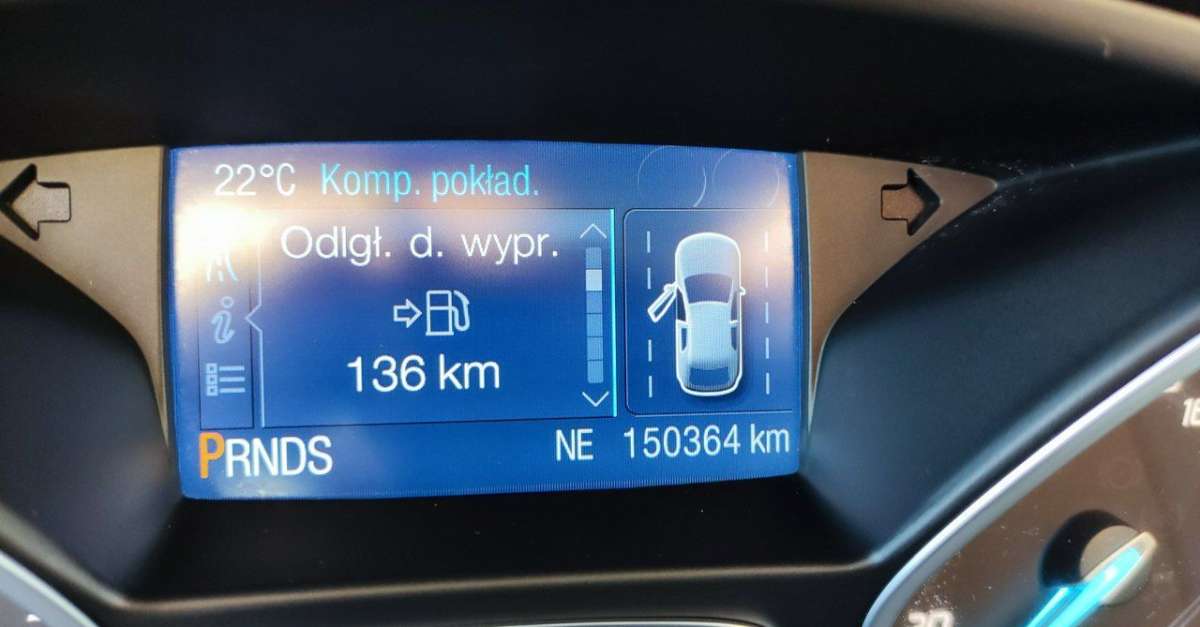 22°C Komp. pokład.
Odlgł. d. wypr.
136 km
PRNDS NE 150364 km